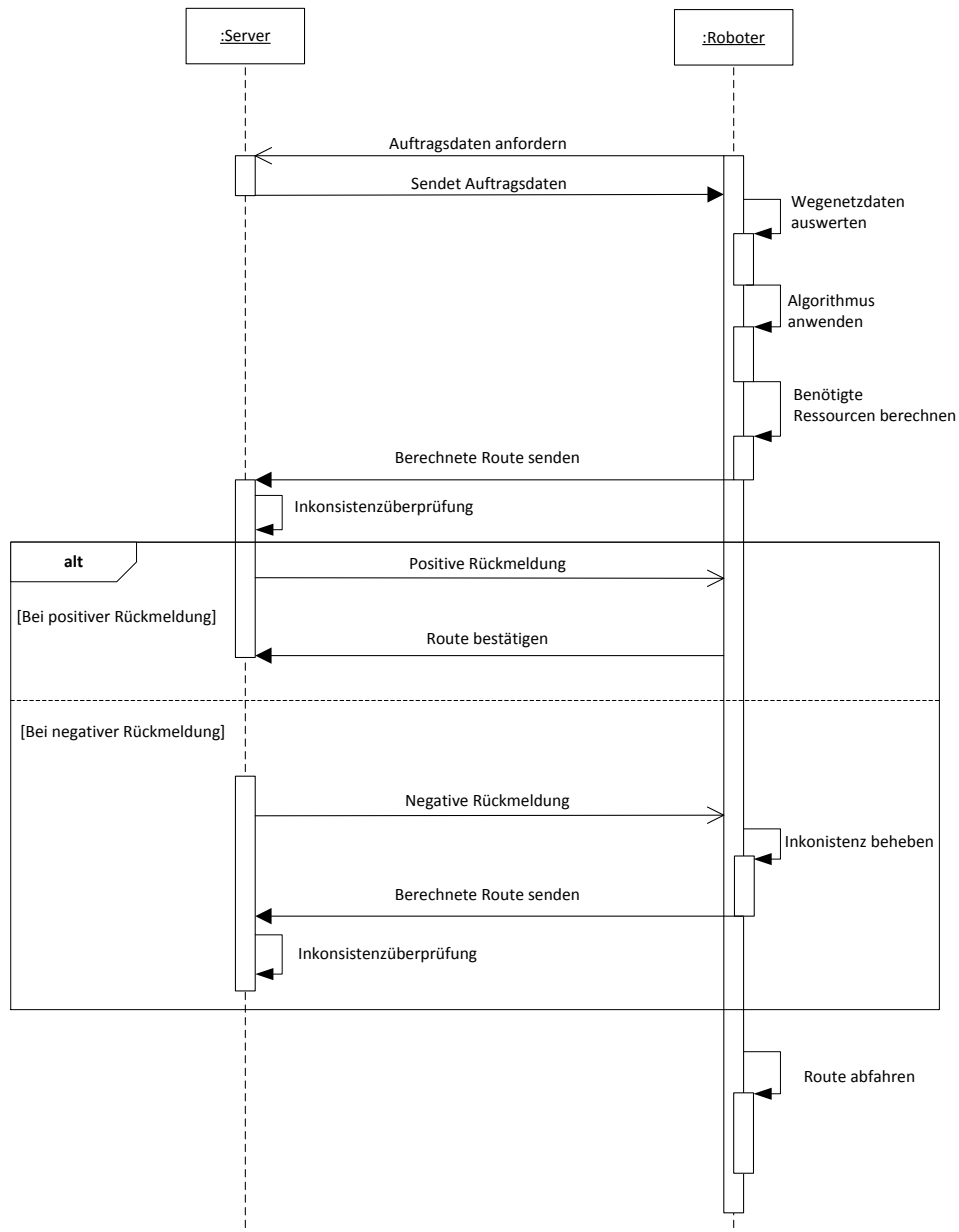 :Server
:Roboter
Auftragsdaten anfordern
Sendet Auftragsdaten
Wegenetzdaten
auswerten
Algorithmus
anwenden
Benötigte
Ressourcen berechnen
Berechnete Route senden
Inkonsistenzüberprüfung
alt
Positive Rückmeldung
[Bei positiver Rückmeldung]
Route bestätigen
[Bei negativer Rückmeldung]
Negative Rückmeldung
Inkonistenz beheben
Berechnete Route senden
Inkonsistenzüberprüfung
Route abfahren